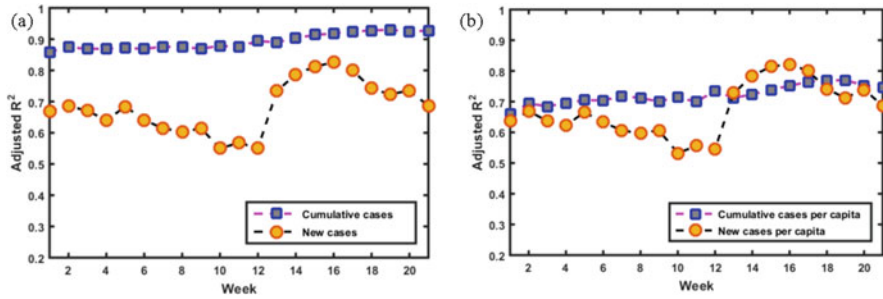 (a)
1
0.9
0.8
0.7
0.6
0.5
0.4
0.3
0.2
Adjusted R²
Cumulative cases
New cases
2 4 6 8 10 12 14 16 18 20
Week
(b)
1
0.9
0.8
0.7
0.6
0.5
0.4
0.3
0.2
Adjusted R²
Cumulative cases per capita
New cases per capita
2 4 6 8 10 12 14 16 18 20
Week